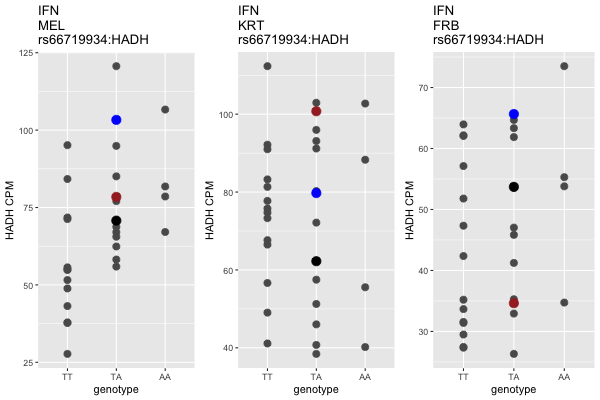 IFN
MEL
rs66719934:HADH
125
100
75
50
25
HADH CPM
TT TA AA
genotype
IFN
KRT
rs66719934:HADH
100
80
60
40
HADH CPM
TT TA AA
genotype
IFN
FRB
rs66719934:HADH
70
60
50
40
30
HADH CPM
TT TA AA
genotype